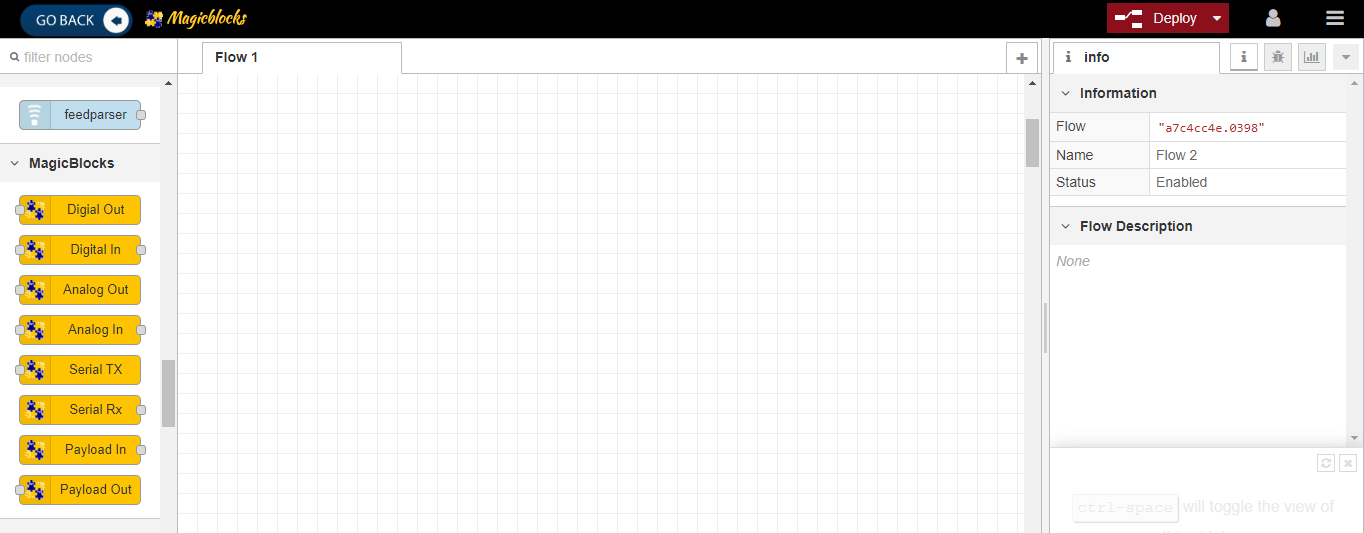 GO BACK
Magicblocks
Deploy
filter nodes
Flow 1
i info
i
feedparser
MagicBlocks
Digial Out
Digital In
Analog Out
Analog In
Serial TX
Serial Rx
Payload In
Payload Out
Information
Flow "a7c4cc4e.0398"
Name Flow 2
Status Enabled
Flow Description
None
ctrl-space will toggle the view of